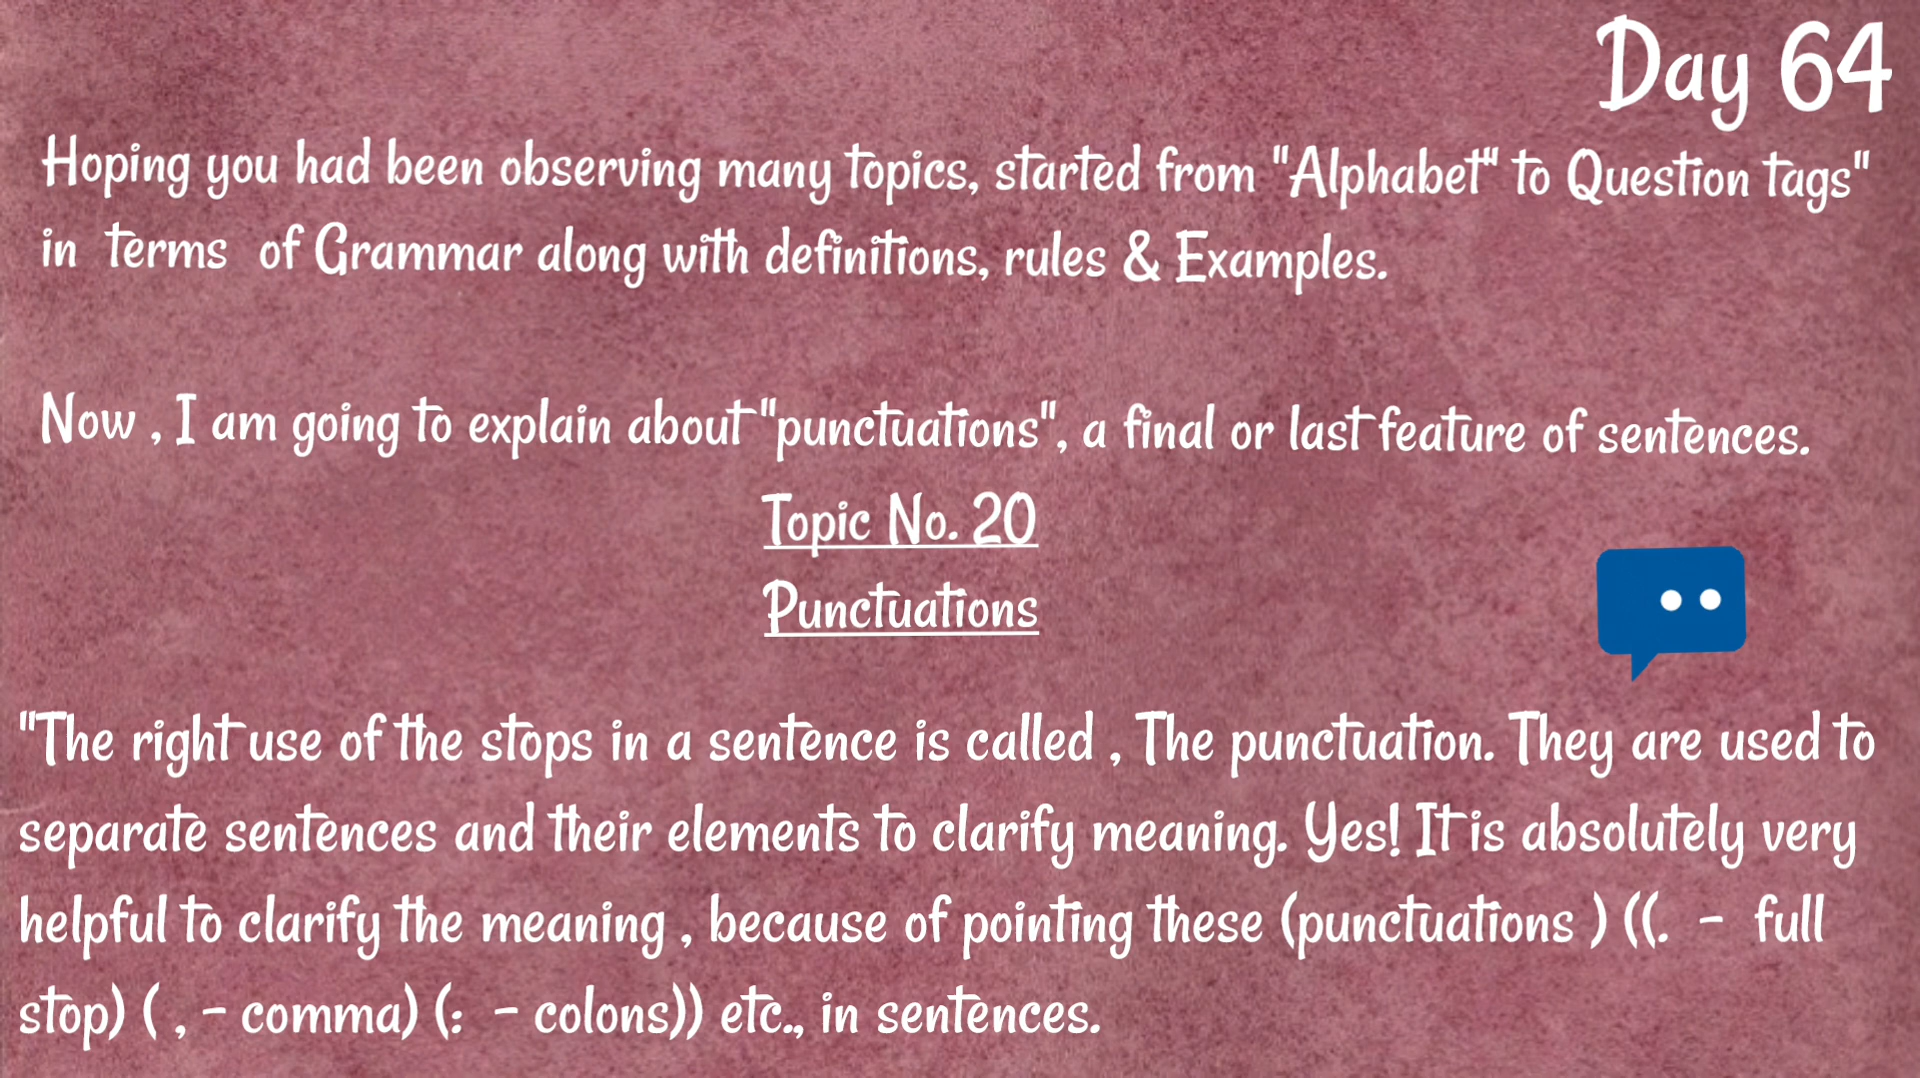 Day 64
Hoping you had been observing many topics, started from "Alphabet" to Question tags"
in terms of Grammar along with definitions, rules & Examples.
Now , I am going to explain about "punctuations", a final or last feature of sentences.
Topic No. 20
Punctuations
"The right use of the stops in a sentence is called , The punctuation. They are used to
separate sentences and their elements to clarify meaning. Yes! It is absolutely very
helpful to clarify the meaning , because of pointing these (punctuations ) ((. - full
stop) ( , - comma) (: - colons)) etc., in sentences.